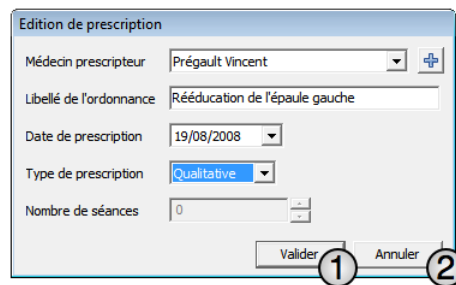 Edition de prescription
Médecin prescripteur Prégault Vincent
Libellé de l'ordonnance Rééducation de l'épaule gauche
Date de prescription 19/08/2008
Type de prescription Qualitative
Nombre de séances 0
Valider 1 Annuler 2